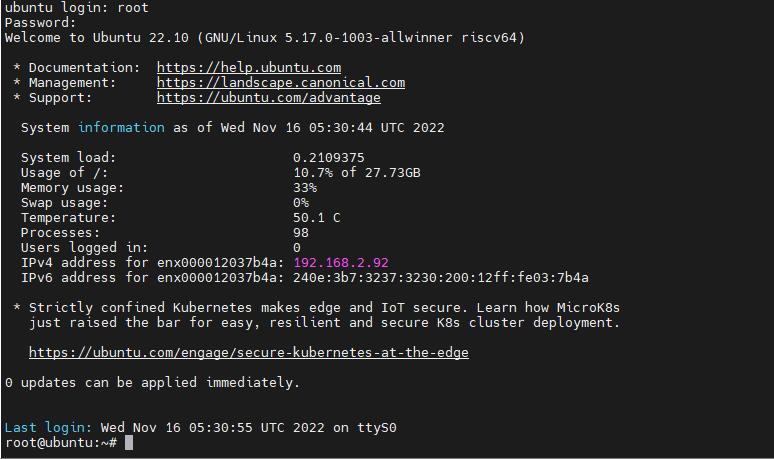 ubuntu login: root
Password:
Welcome to Ubuntu 22.10 (GNU/Linux 5.17.0-1003-allwinner riscv64)
* Documentation: https://help.ubuntu.com
* Management: https://landscape.canonical.com
* Support: https://ubuntu.com/advantage
System information as of Wed Nov 16 05:30:44 UTC 2022
System load: 0.2109375
Usage of /: 10.7% of 27.73GB
Memory usage: 33%
Swap usage: 0%
Temperature: 50.1 C
Processes: 98
Users logged in: 0
IPv4 address for enx000012037b4a: 192.168.2.92
IPv6 address for enx000012037b4a: 240e:3b7:3237:3230:200:12ff:fe03:7b4a
* Strictly confined Kubernetes makes edge and IoT secure. Learn how MicroK8s
just raised the bar for easy, resilient and secure K8s cluster deployment.
https://ubuntu.com/engage/secure-kubernetes-at-the-edge
0 updates can be applied immediately.
Last login: Wed Nov 16 05:30:55 UTC 2022 on ttyS0
root@ubuntu:~#